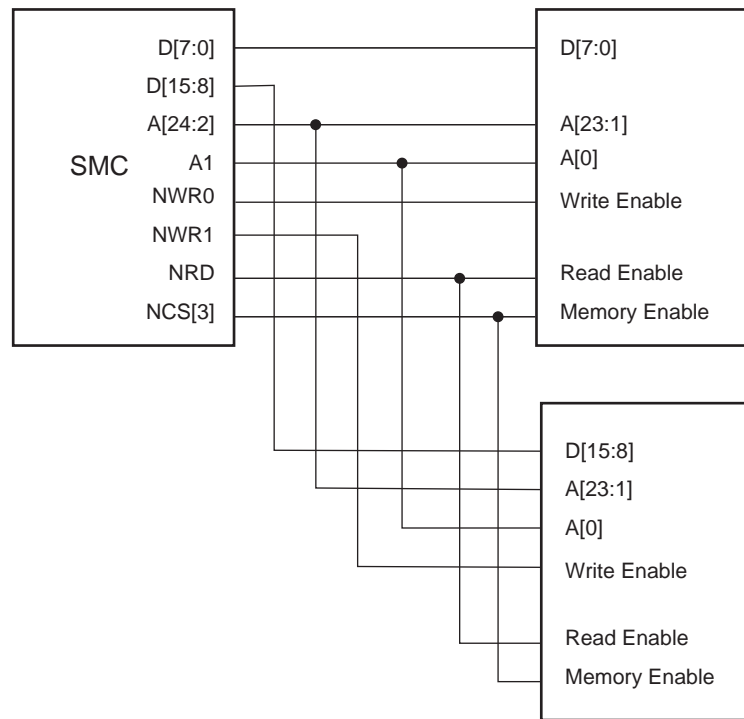 D[7:0]
D[15:8]
A[24:2]
SMC
A1
NWR0
NWR1
NRD
NCS[3]
D[7:0]
A[23:1]
A[0]
Write Enable
Read Enable
Memory Enable
D[15:8]
A[23:1]
A[0]
Write Enable
Read Enable
Memory Enable